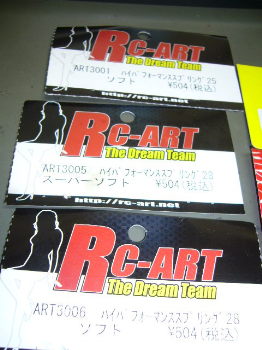 RC-ART
The Dream Team
ART3001 ハイパフォーマンススプリング25
ソフト ¥504(税込)
http://rc-art.net
RC-ART
The Dream Team
ART3005 ハイパフォーマンススプリング28
スーパーソフト ¥504(税込)
http://rc-art.net
RC-ART
The Dream Team
ART3006 ハイパフォーマンススプリング28
ソフト ¥504(税込)